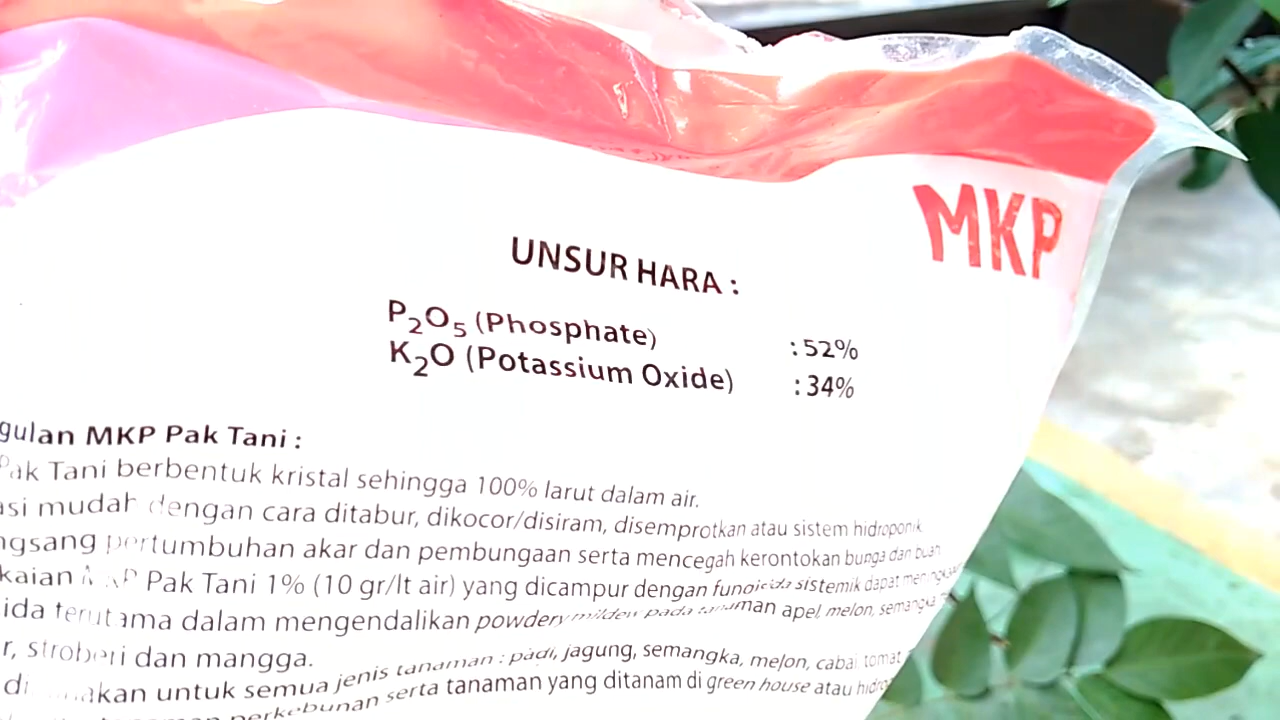 MKP
UNSUR HARA :
P₂O₅ (Phosphate) : 52%
K₂O (Potassium Oxide) : 34%
gulan MKP Pak Tani :
Pak Tani berbentuk kristal sehingga 100% larut dalam air.
asi mudah dengan cara ditabur, dikocor/disiram, disemprotkan atau sistem hidroponik
ngsang pertumbuhan akar dan pembungaan serta mencegah kerontokan bunga dan buah
kaian Pak Tani 1% (10 gr/lt air) yang dicampur dengan fungicida sistemik dapat
ida terutama dalam mengendalikan powdery mildew pada tanaman apel, melon, semangka
r, stroberi dan mangga.
akan untuk semua jenis tanaman : padi, jagung, semangka, melon, cabai tomat
perkebunan serta tanaman yang ditanam di green house atau